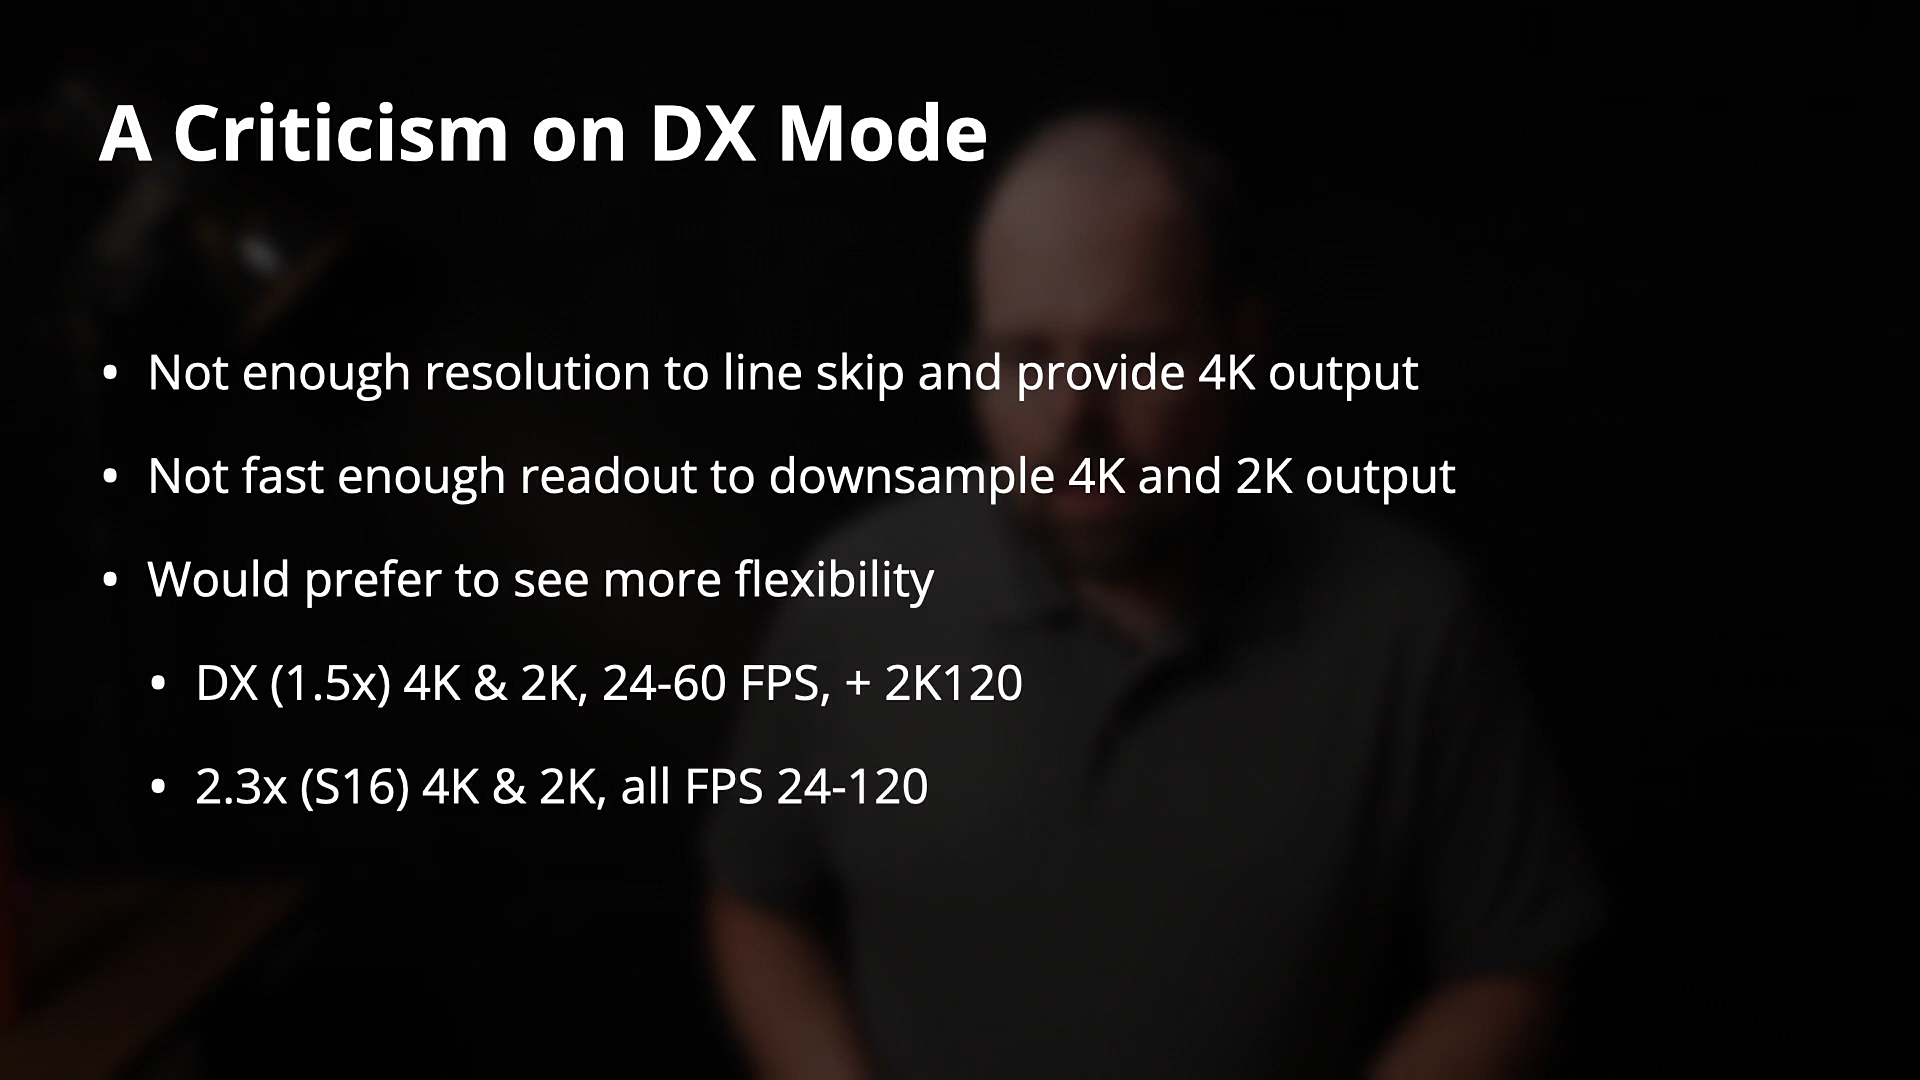 A Criticism on DX Mode
• Not enough resolution to line skip and provide 4K output
• Not fast enough readout to downsample 4K and 2K output
• Would prefer to see more flexibility
• DX (1.5x) 4K & 2K, 24-60 FPS, + 2K120
• 2.3x (S16) 4K & 2K, all FPS 24-120